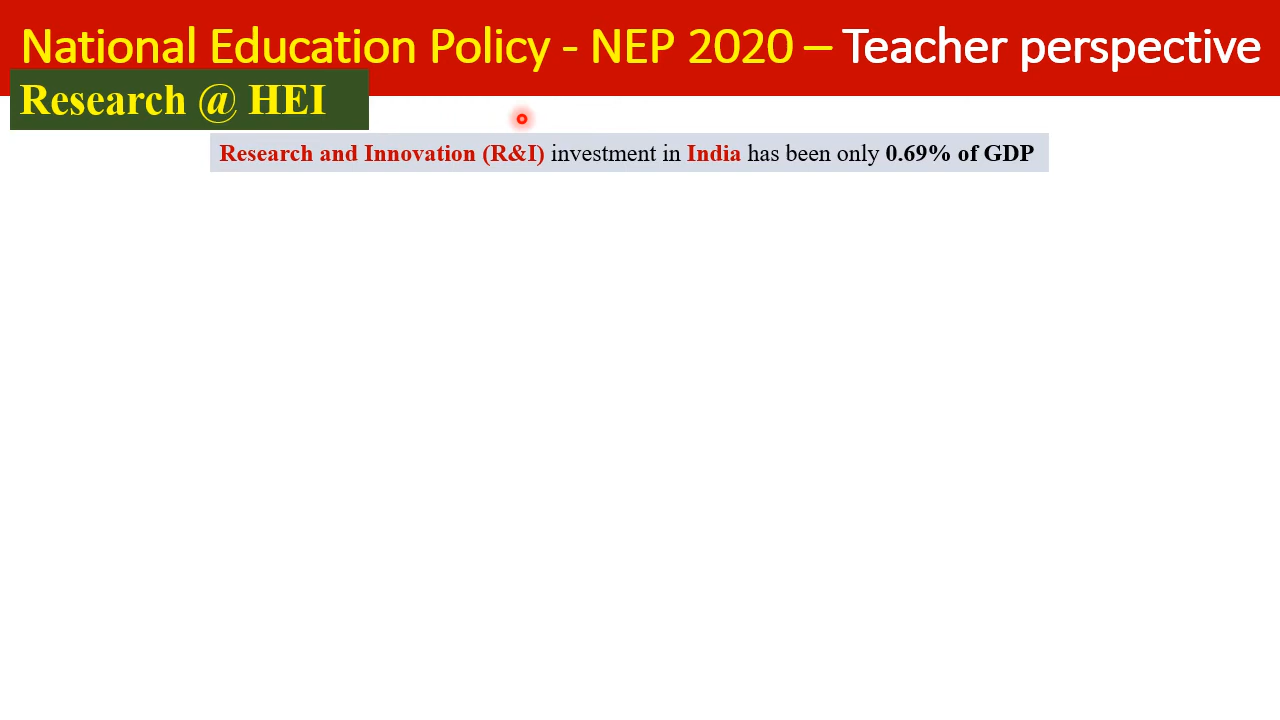 National Education Policy - NEP 2020 – Teacher perspective
Research @ HEI
Research and Innovation (R&I) investment in India has been only 0.69% of GDP